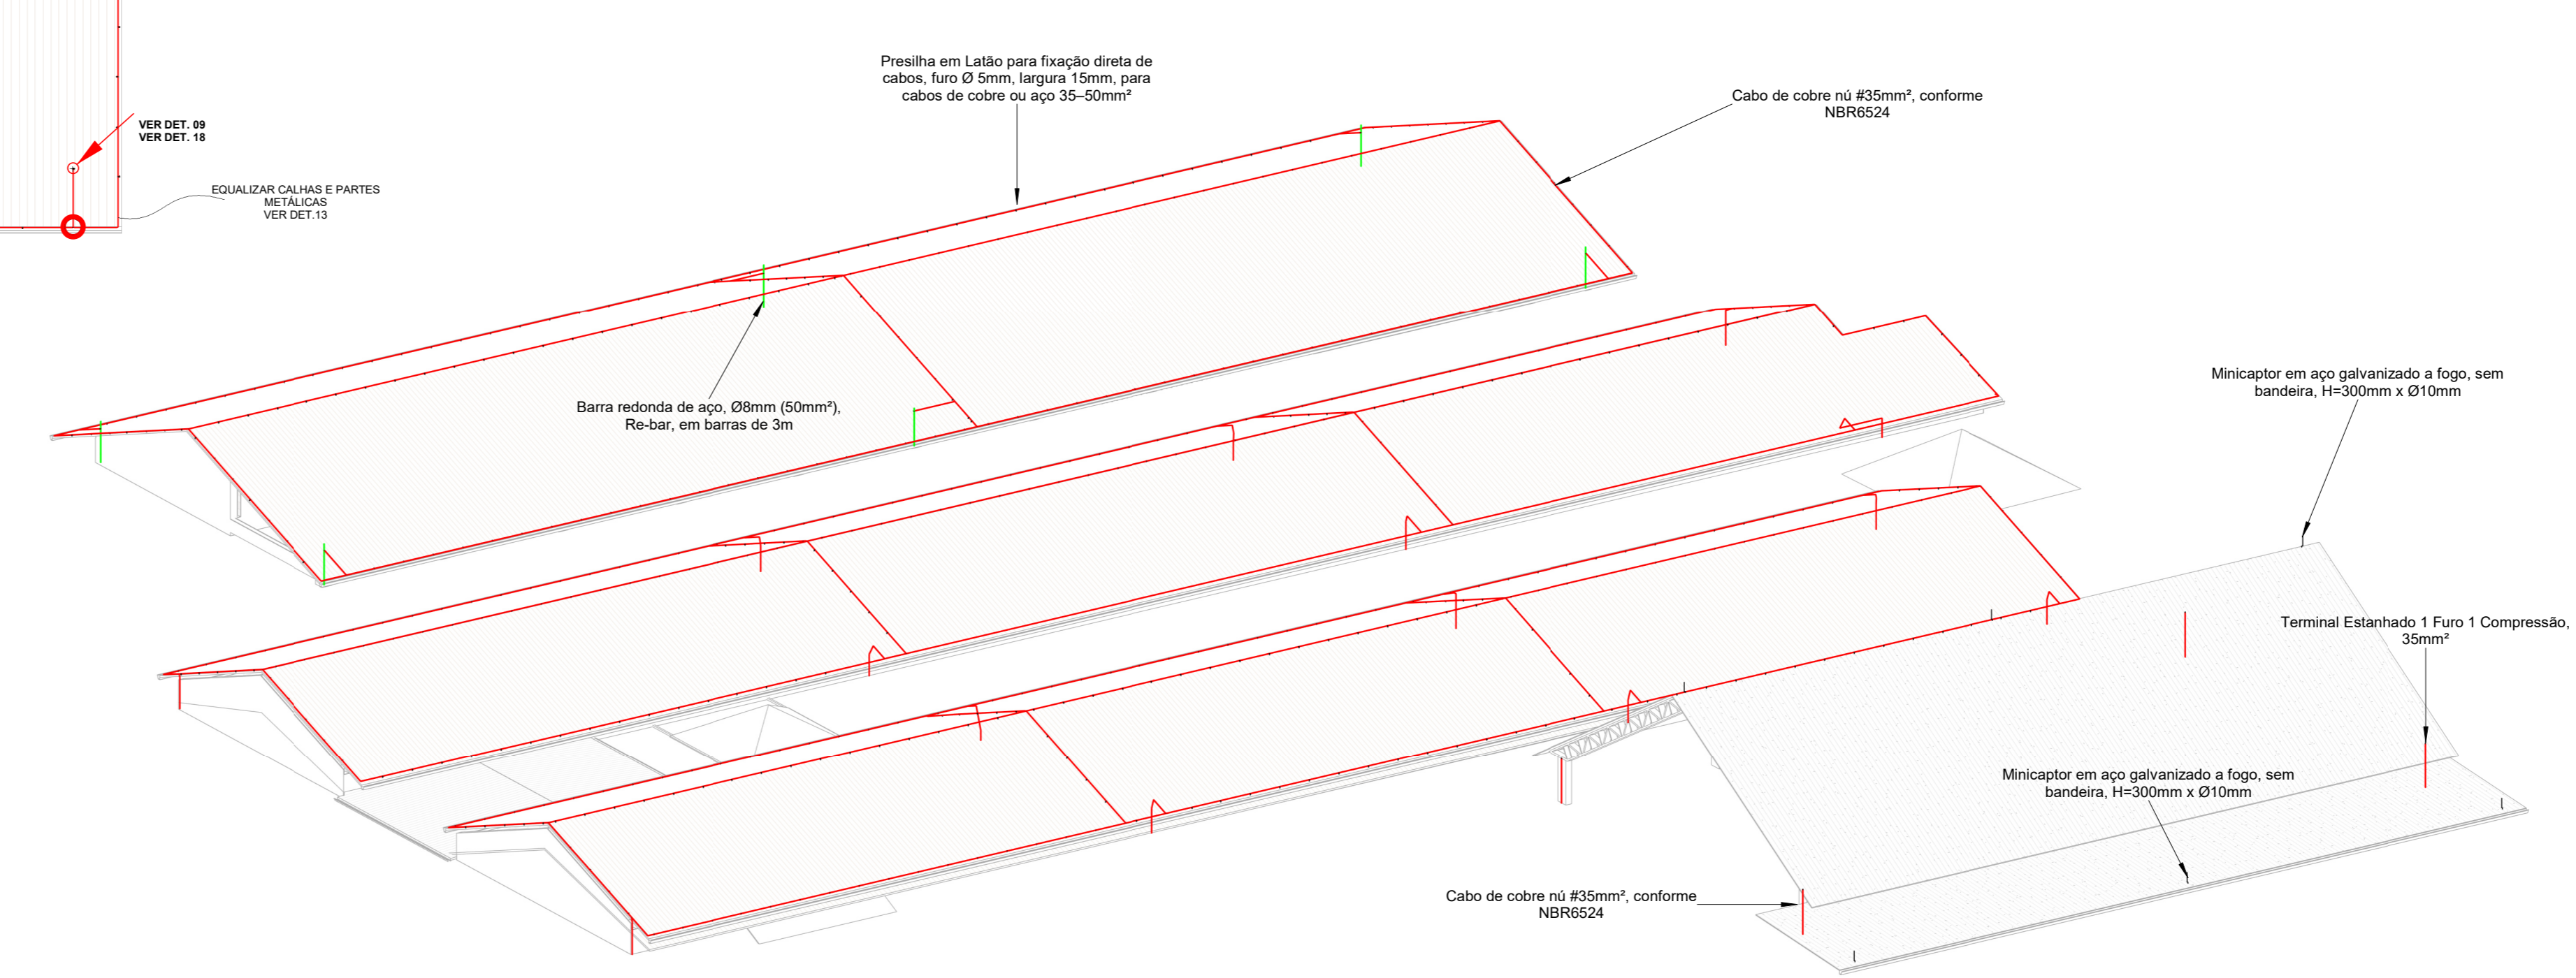 Presilha em Latão para fixação direta de
cabos, furo Ø 5mm, largura 15mm, para
cabos de cobre ou aço 35–50mm²
Cabo de cobre nú #35mm², conforme
NBR6524
VER DET. 09
VER DET. 18
EQUALIZAR CALHAS E PARTES
METÁLICAS
VER DET.13
Barra redonda de aço, Ø8mm (50mm²),
Re-bar, em barras de 3m
Minicaptor em aço galvanizado a fogo, sem
bandeira, H=300mm x Ø10mm
Terminal Estanhado 1 Furo 1 Compressão,
35mm²
Minicaptor em aço galvanizado a fogo, sem
bandeira, H=300mm x Ø10mm
Cabo de cobre nú #35mm², conforme
NBR6524